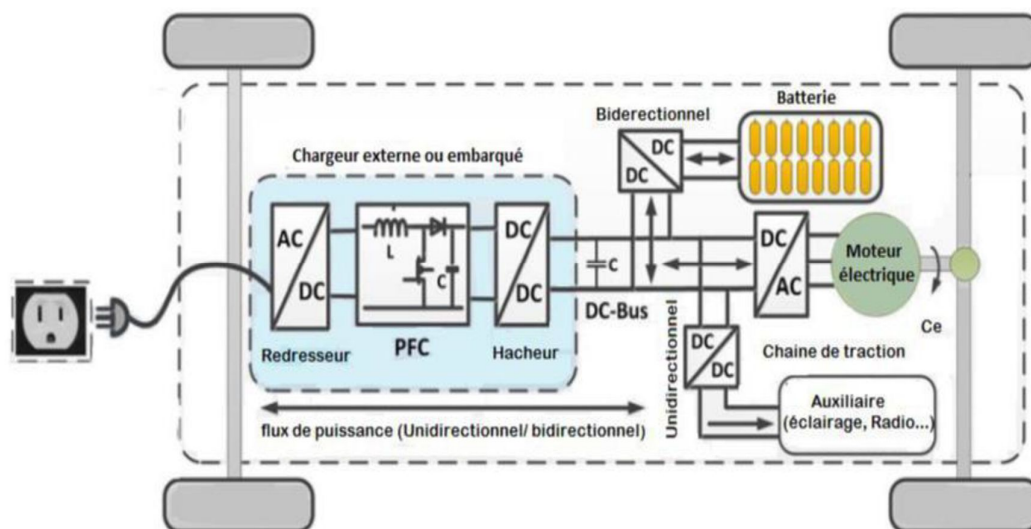 Batterie
Biderectionnel
DC
DC
Chargeur externe ou embarqué
AC
DC
L
C
DC
DC
C
DC
AC
Moteur
électrique
DC-Bus
Ce
Redresseur
PFC
Hacheur
Unidirectionnel
DC
DC
Chaine de traction
flux de puissance (Unidirectionnel/ bidirectionnel)
Auxiliaire
(éclairage, Radio...)